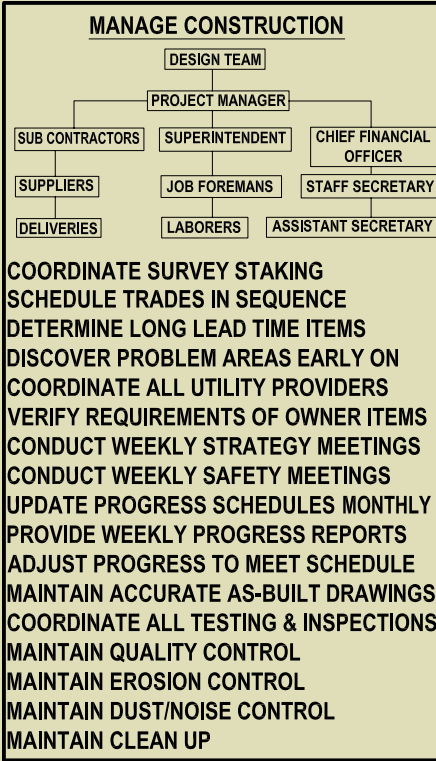 MANAGE CONSTRUCTION
DESIGN TEAM
PROJECT MANAGER
SUB CONTRACTORS
SUPERINTENDENT
CHIEF FINANCIAL
OFFICER
SUPPLIERS
JOB FOREMANS
STAFF SECRETARY
DELIVERIES
LABORERS
ASSISTANT SECRETARY
COORDINATE SURVEY STAKING
SCHEDULE TRADES IN SEQUENCE
DETERMINE LONG LEAD TIME ITEMS
DISCOVER PROBLEM AREAS EARLY ON
COORDINATE ALL UTILITY PROVIDERS
VERIFY REQUIREMENTS OF OWNER ITEMS
CONDUCT WEEKLY STRATEGY MEETINGS
CONDUCT WEEKLY SAFETY MEETINGS
UPDATE PROGRESS SCHEDULES MONTHLY
PROVIDE WEEKLY PROGRESS REPORTS
ADJUST PROGRESS TO MEET SCHEDULE
MAINTAIN ACCURATE AS-BUILT DRAWINGS
COORDINATE ALL TESTING & INSPECTIONS
MAINTAIN QUALITY CONTROL
MAINTAIN EROSION CONTROL
MAINTAIN DUST/NOISE CONTROL
MAINTAIN CLEAN UP